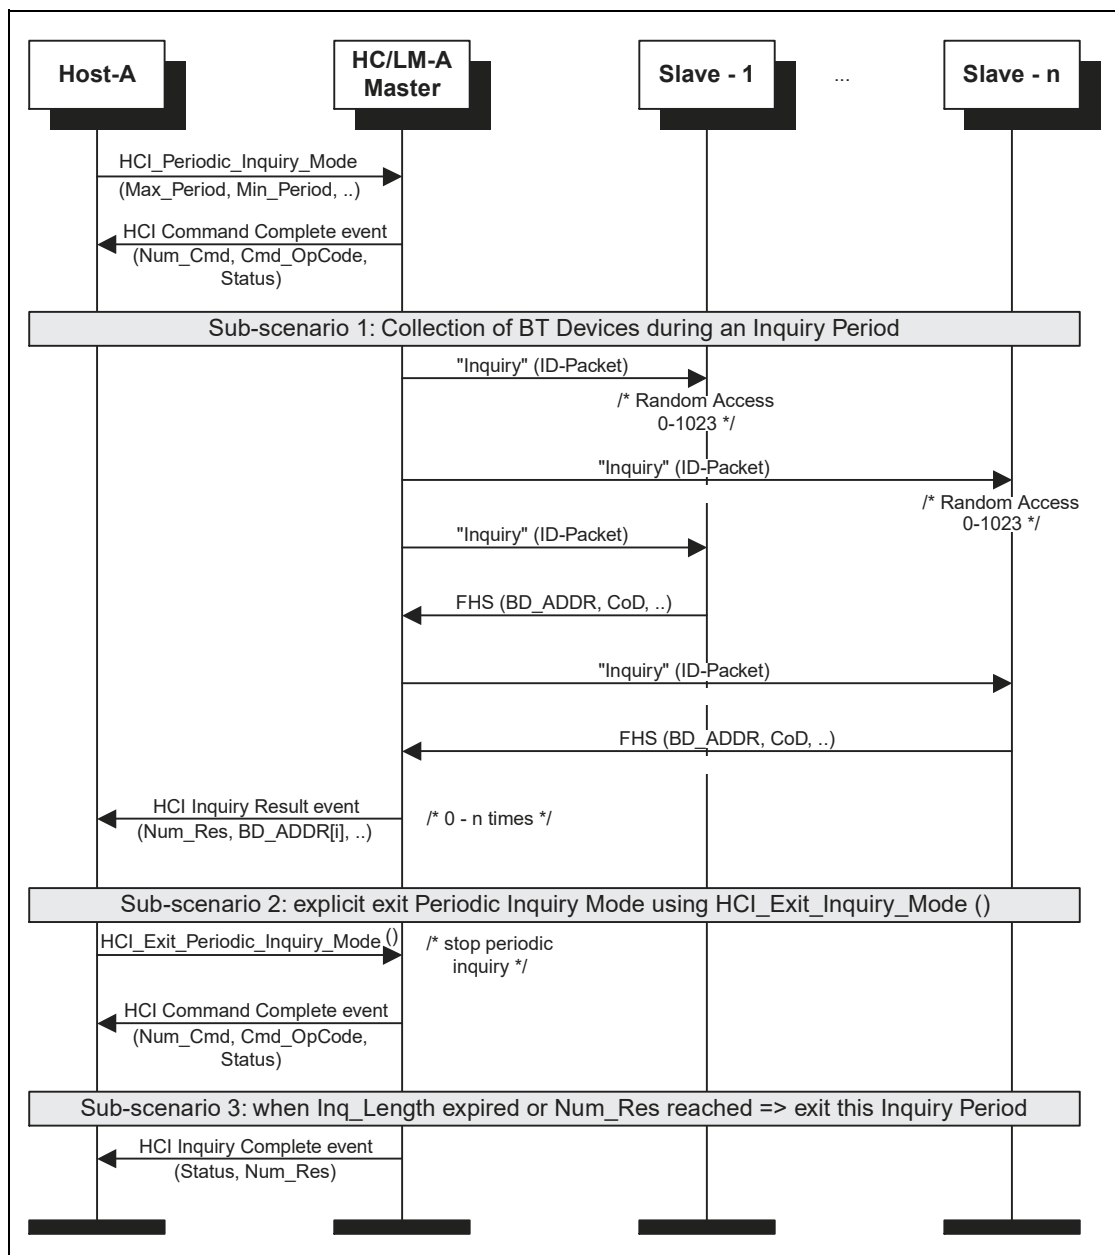 Host-A
HC/LM-A
Master
Slave - 1
...
Slave - n
HCI_Periodic_Inquiry_Mode
(Max_Period, Min_Period, ..)
HCI Command Complete event
(Num_Cmd, Cmd_OpCode,
Status)
Sub-scenario 1: Collection of BT Devices during an Inquiry Period
"Inquiry" (ID-Packet)
/* Random Access
0-1023 */
"Inquiry" (ID-Packet)
/* Random Access
0-1023 */
"Inquiry" (ID-Packet)
FHS (BD_ADDR, CoD, ..)
"Inquiry" (ID-Packet)
FHS (BD_ADDR, CoD, ..)
HCI Inquiry Result event
(Num_Res, BD_ADDR[i], ..)
/* 0 - n times */
Sub-scenario 2: explicit exit Periodic Inquiry Mode using HCI_Exit_Inquiry_Mode ()
HCI_Exit_Periodic_Inquiry_Mode ()
/* stop periodic
inquiry */
HCI Command Complete event
(Num_Cmd, Cmd_OpCode,
Status)
Sub-scenario 3: when Inq_Length expired or Num_Res reached => exit this Inquiry Period
HCI Inquiry Complete event
(Status, Num_Res)